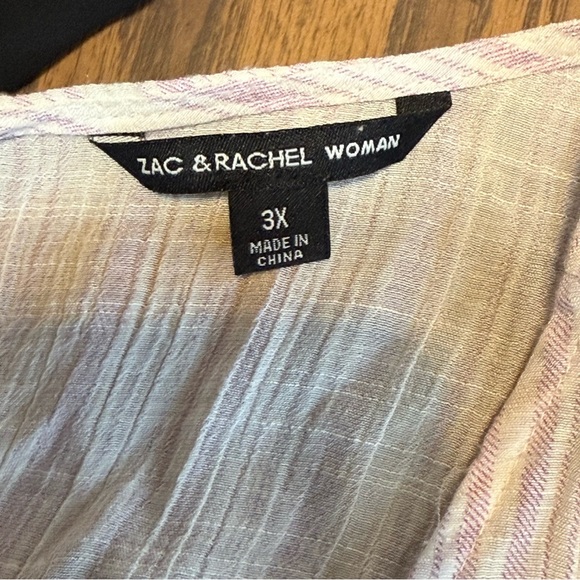 ZAC & RACHEL WOMAN
3X
MADE IN
CHINA